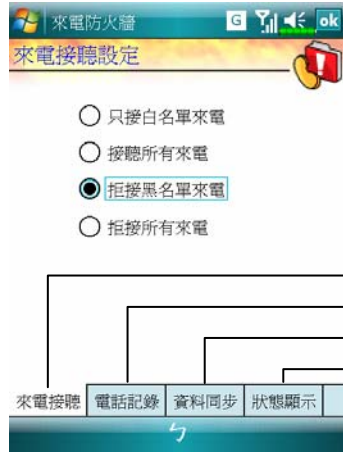 來電防火牆 G ok
來電接聽設定
只接白名單來電
接聽所有來電
拒接黑名單來電
拒接所有來電
來電接聽 電話記錄 資料同步 狀態顯示
ㄅ